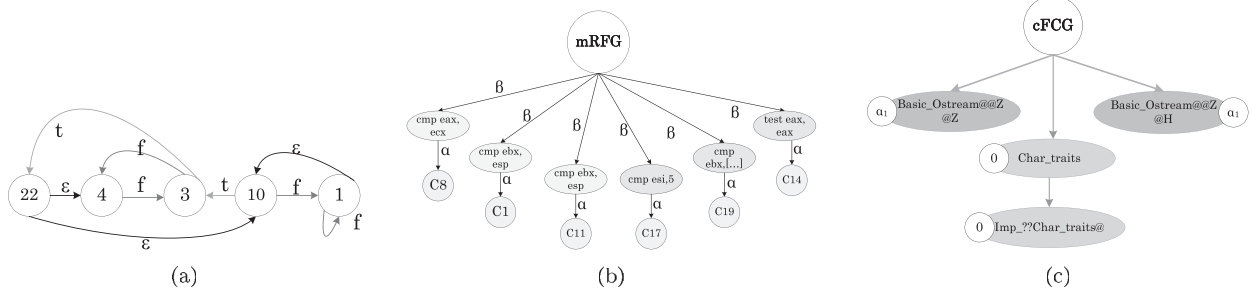 t
f
ε
22
ε
4
f
3
t
10
f
1
f
ε
(a)
mRFG
β
β
β
β
β
β
cmp eax,
ecx
α
C8
cmp ebx,
esp
α
C1
cmp ebx,
esp
α
C11
cmp esi,5
α
C17
cmp
ebx,[...]
α
C19
test eax,
eax
α
C14
(b)
cFCG
α1
Basic_Ostream@@Z
@Z
Basic_Ostream@@Z
@H
α1
0
Char_traits
0
Imp_??Char_traits@
(c)